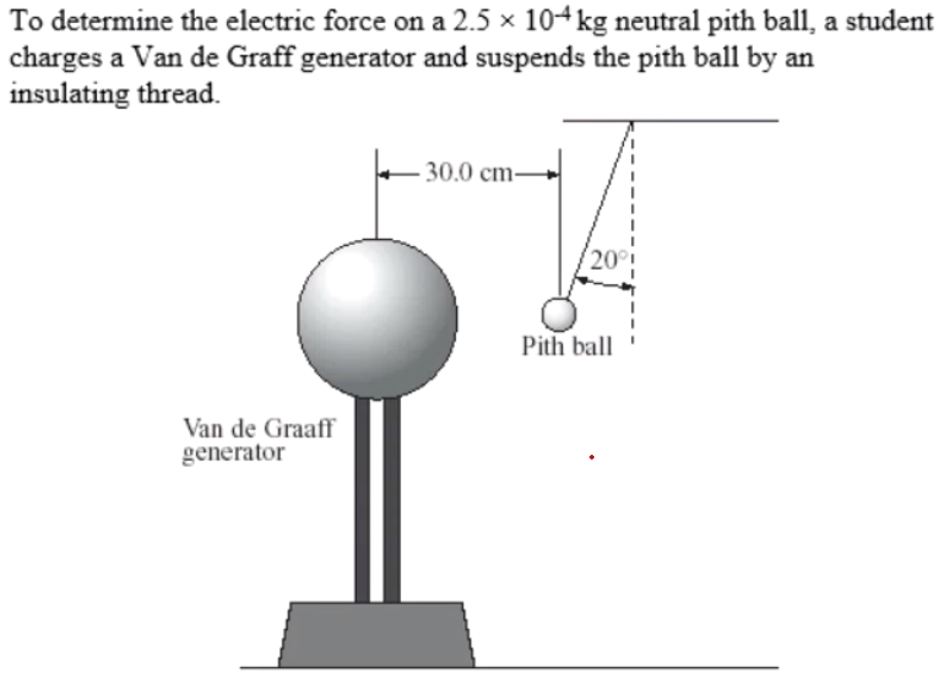 To determine the electric force on a 2.5 × 10⁻⁴ kg neutral pith ball, a student
charges a Van de Graff generator and suspends the pith ball by an
insulating thread.
30.0 cm
20°
Pith ball
Van de Graaff
generator